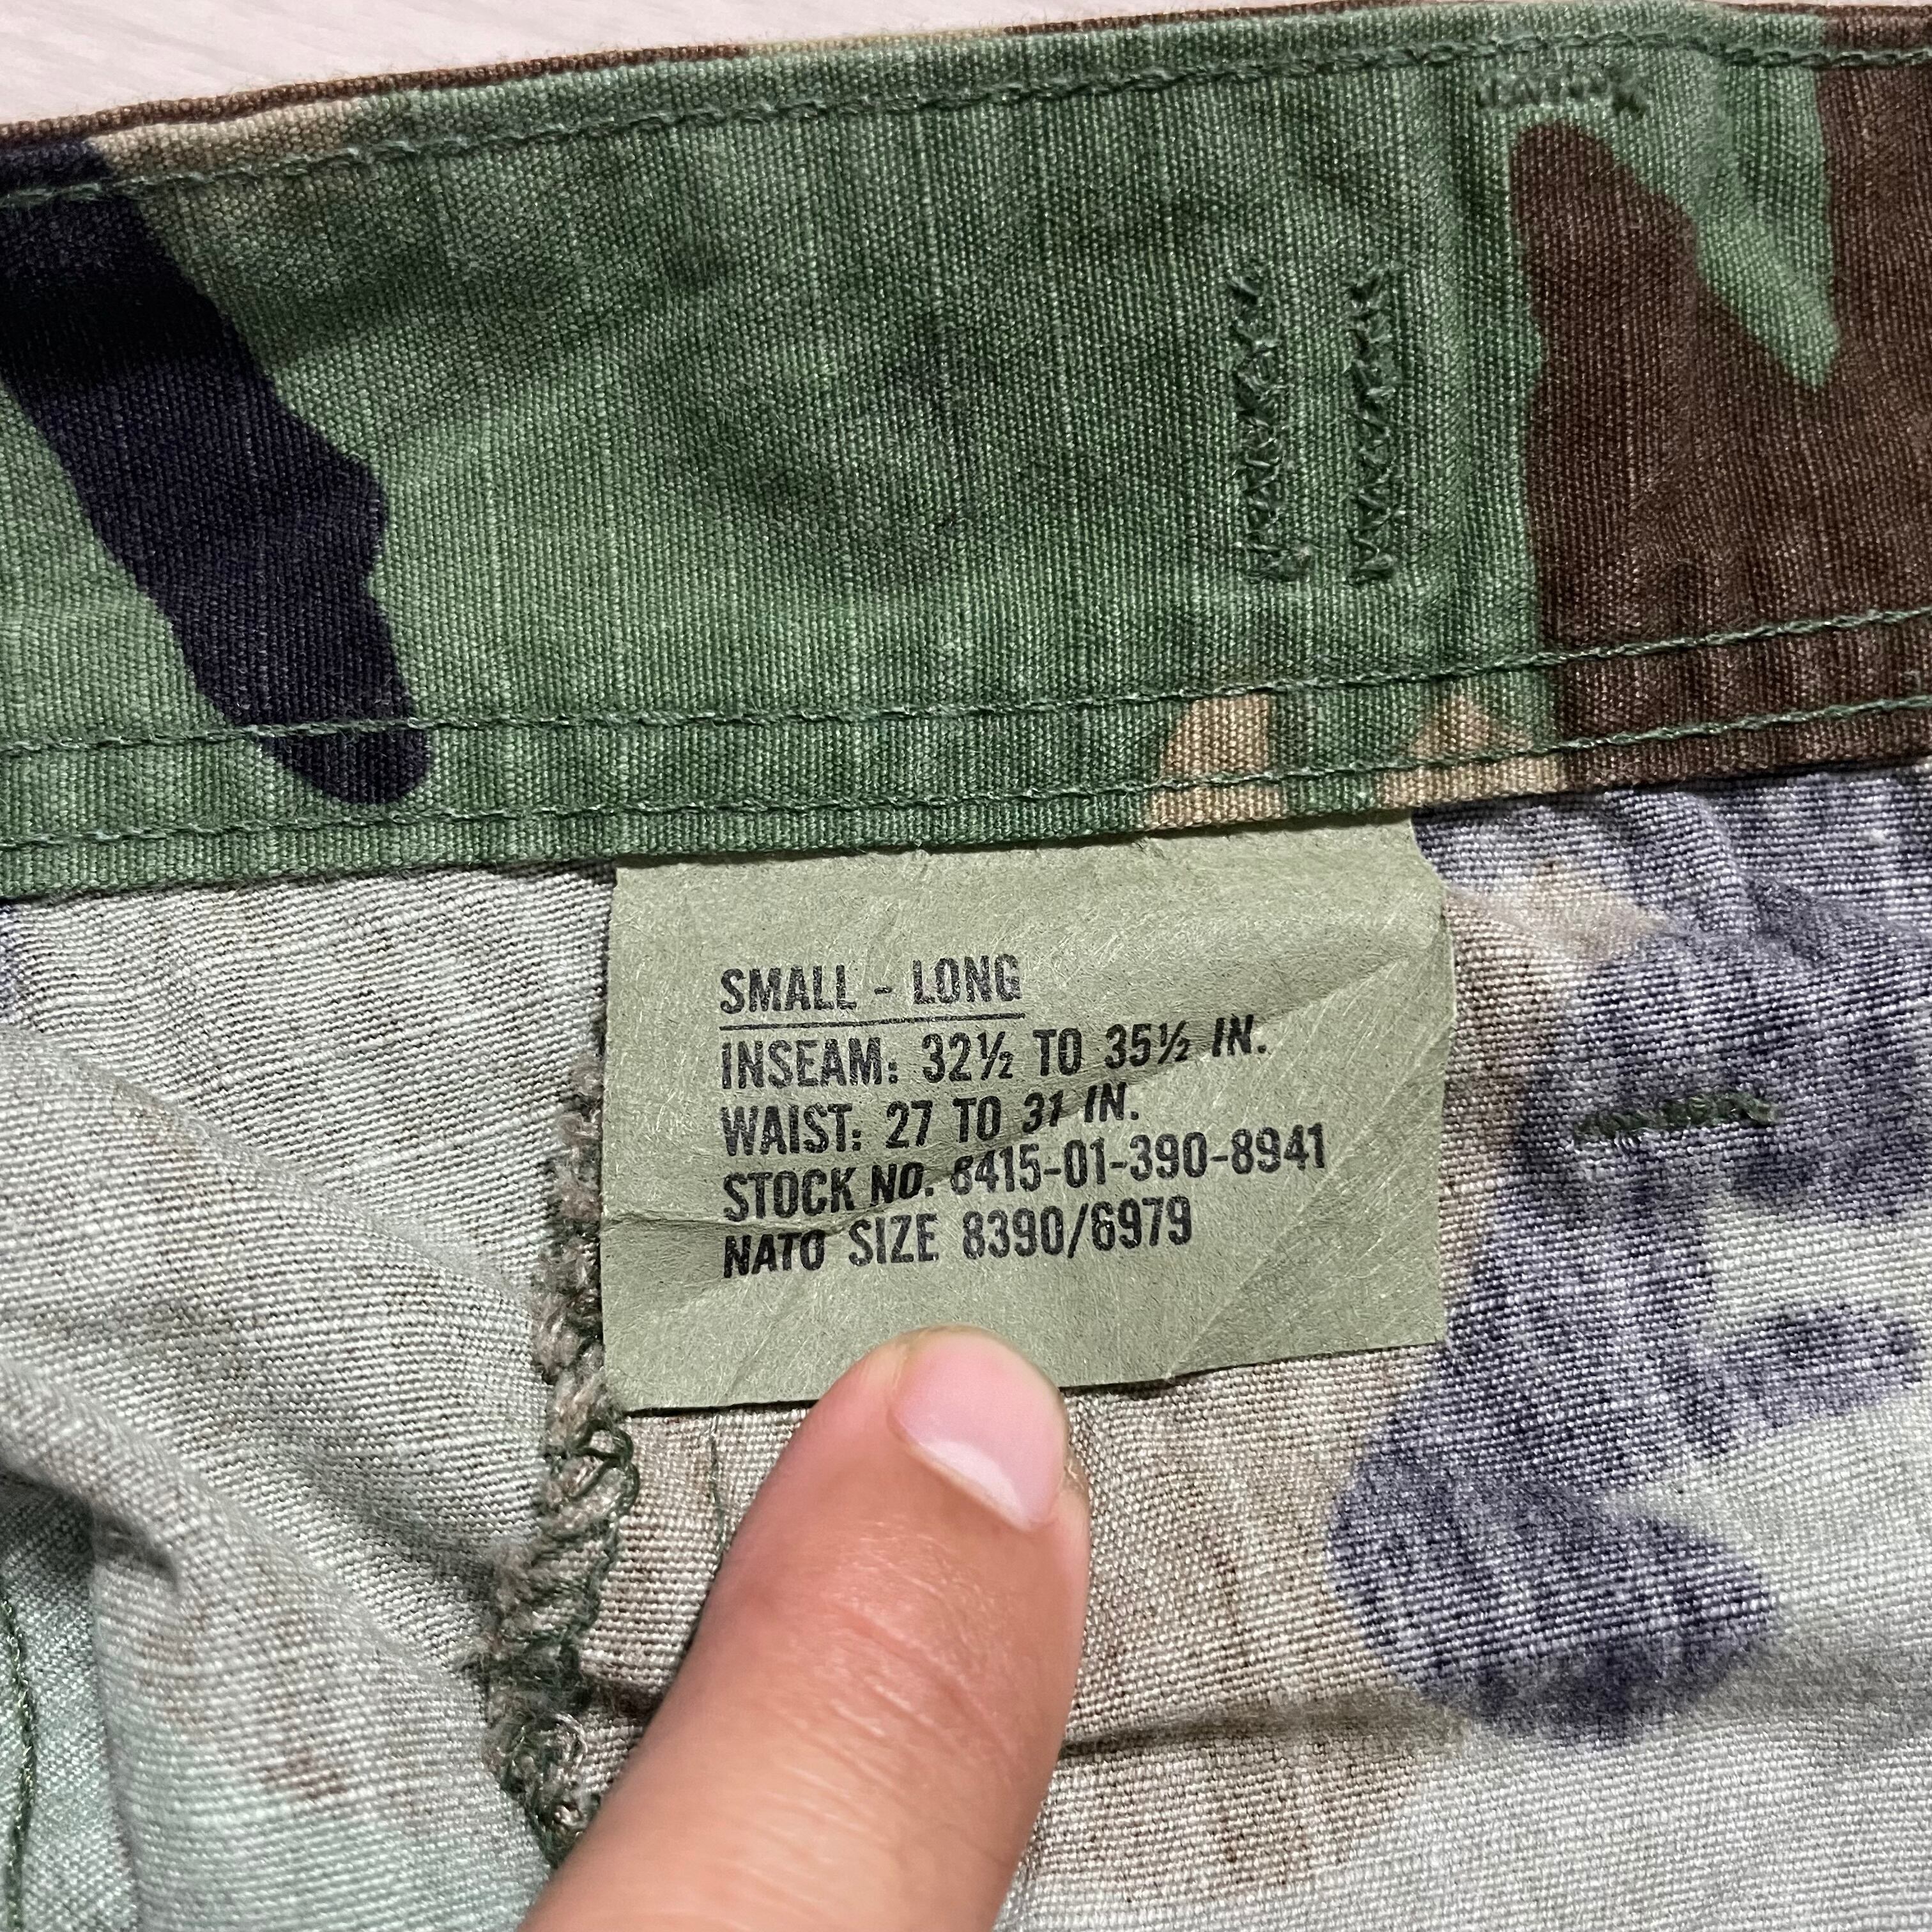 SMALL - LONG
INSEAM: 32½ TO 35½ IN.
WAIST: 27 TO 31 IN.
STOCK NO. 8415-01-390-8941
NATO SIZE 8390/6979